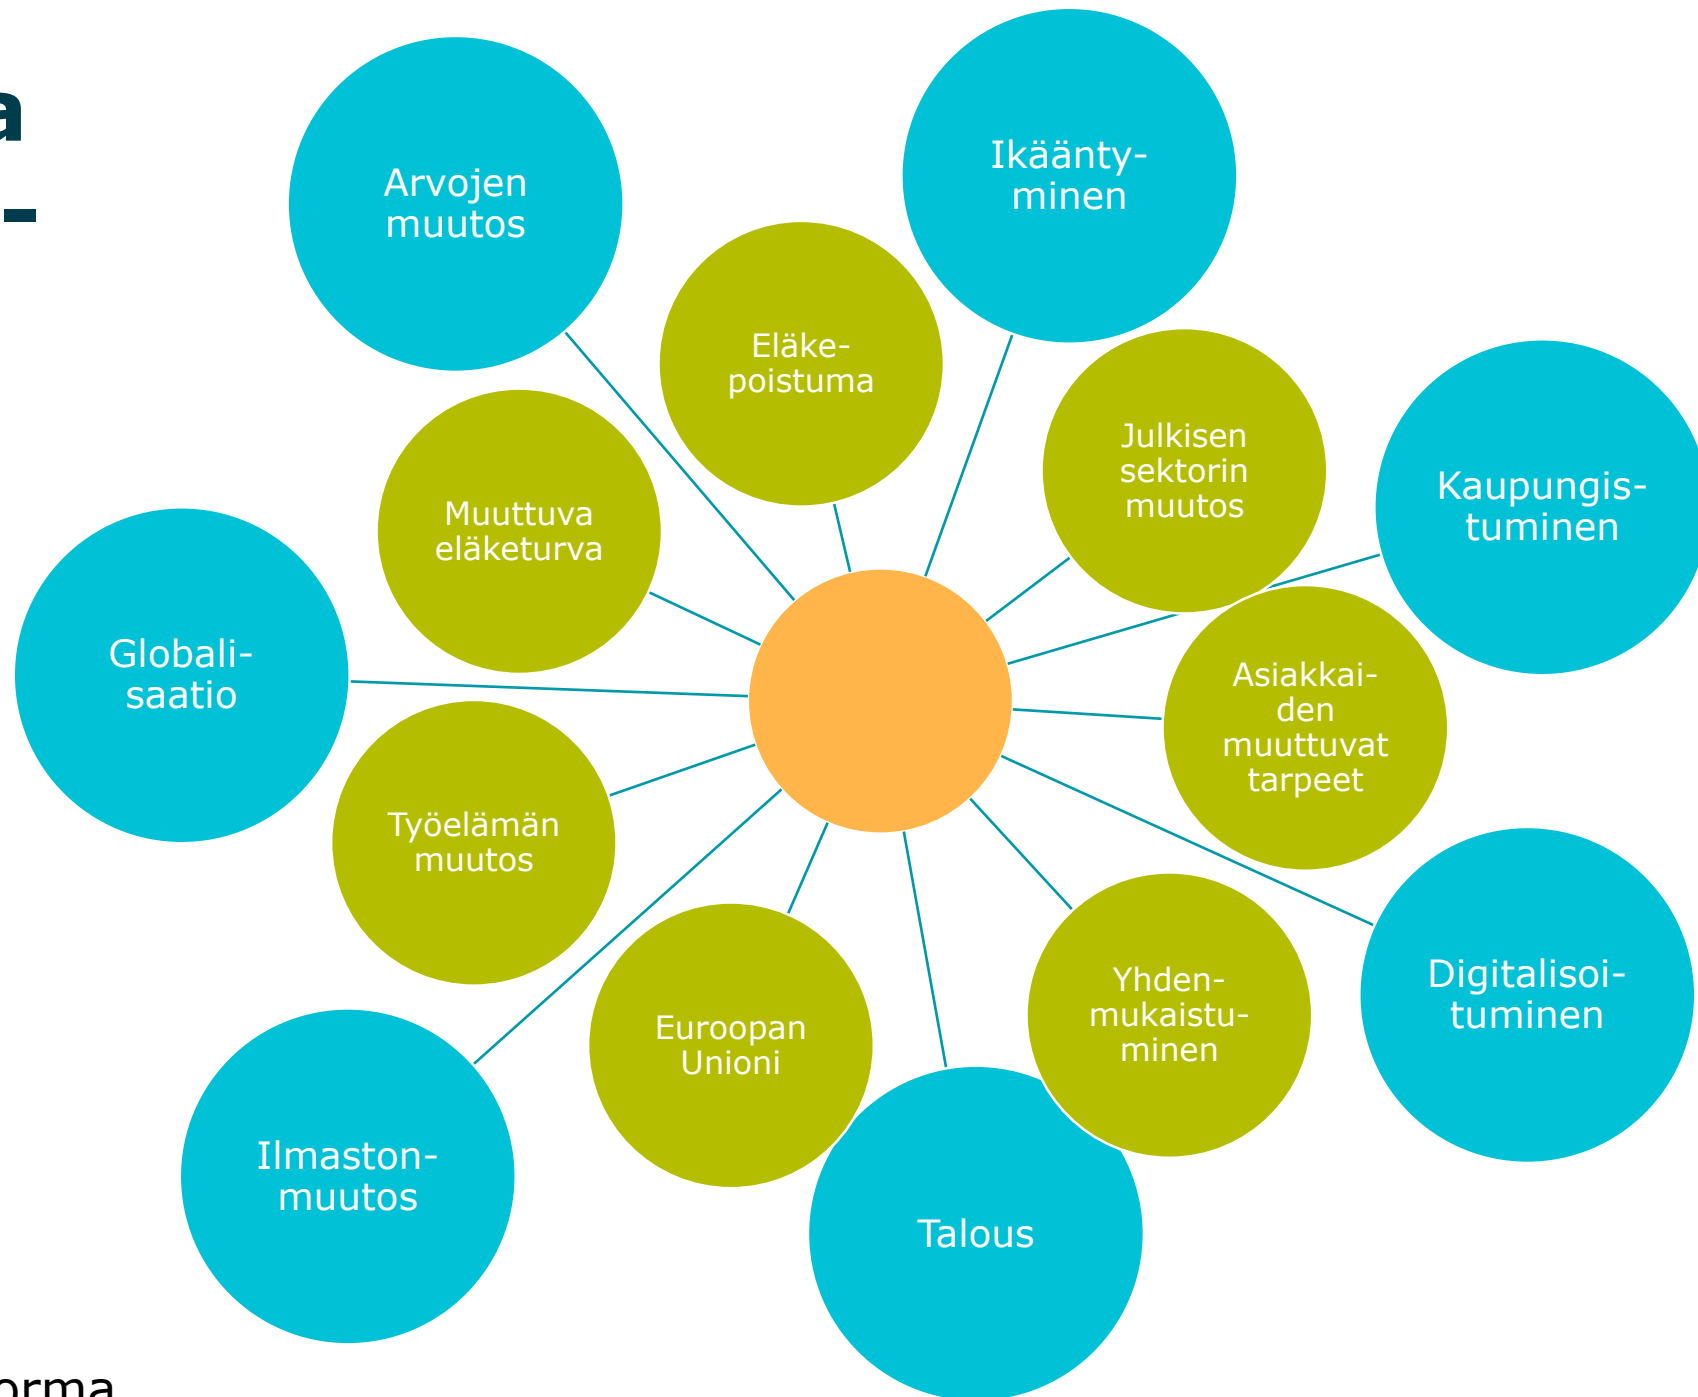 a
-
Arvojen
muutos
Ikäänty-
minen
Eläke-
poistuma
Julkisen
sektorin
muutos
Kaupungis-
tuminen
Muuttuva
eläketurva
Globali-
saatio
Asiakkai-
den
muuttuvat
tarpeet
Työelämän
muutos
Digitalisoi-
tuminen
Yhden-
mukaistu-
minen
Euroopan
Unioni
Ilmaston-
muutos
Talous
orma